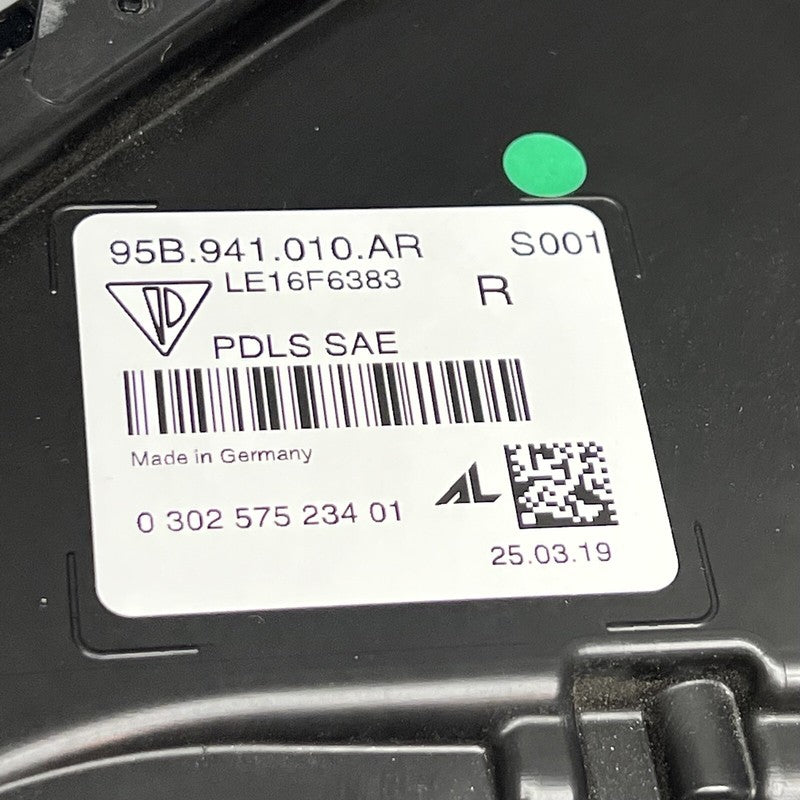 95B.941.010.AR S001
LE16F6383
R
PDLS SAE
Made in Germany
AL
0 302 575 234 01
25.03.19